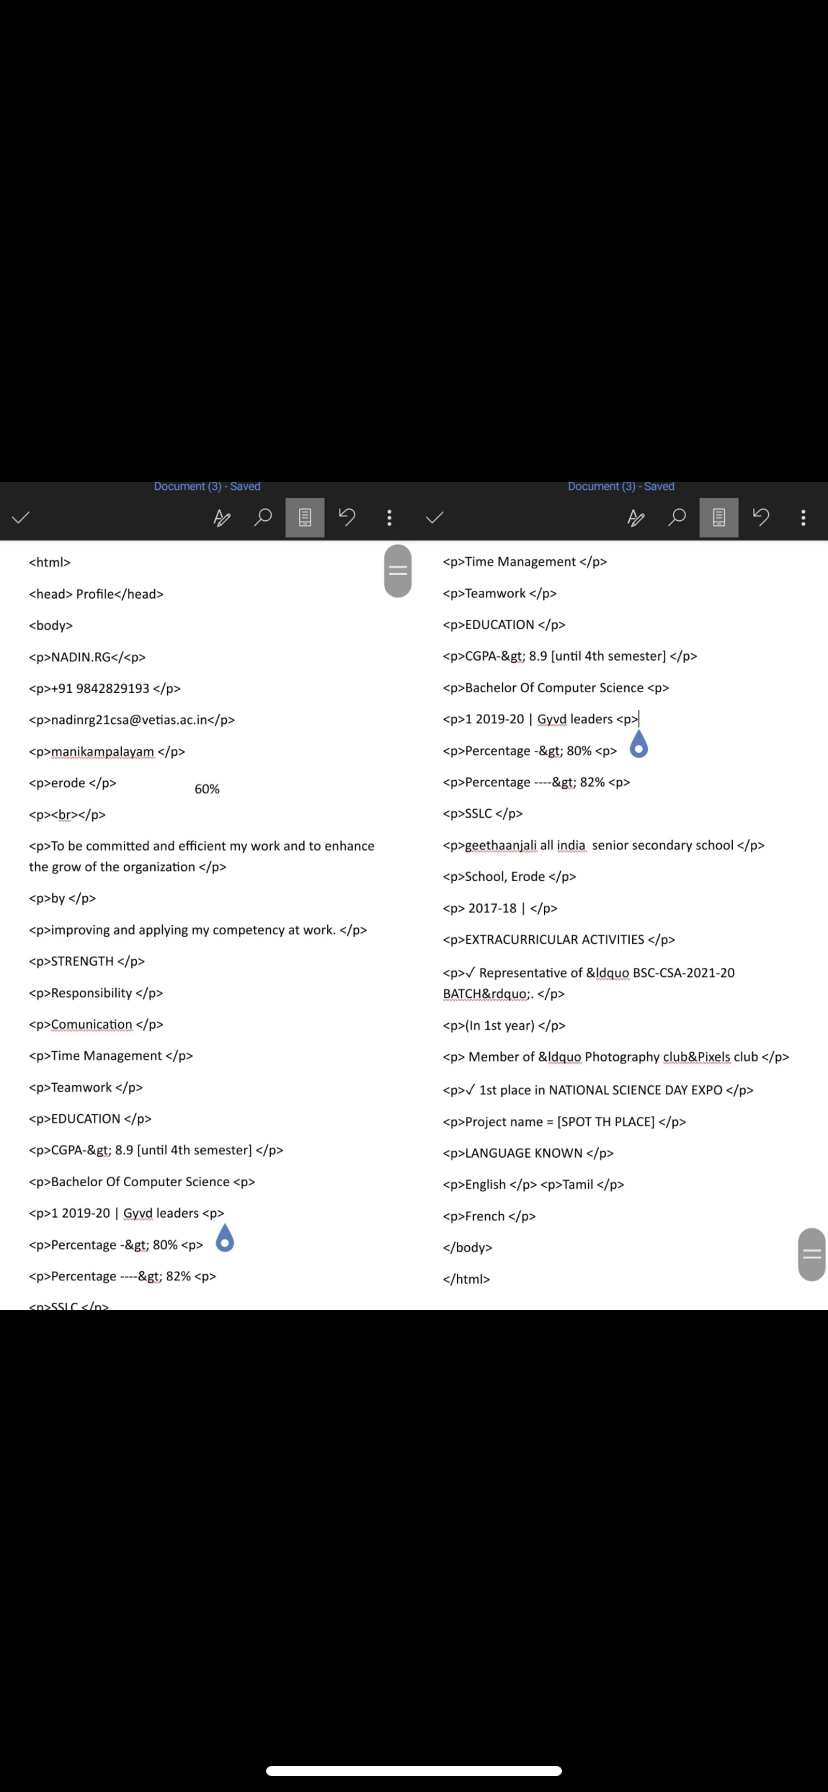 Document (3) - Saved
<html>
<head> Profile</head>
<body>
<p>NADIN.RG</<p>
<p>+91 9842829193 </p>
<p>nadinrg21csa@vetias.ac.in</p>
<p>manikampalayam </p>
<p>erode </p>
60%
<p><br></p>
<p>To be committed and efficient my work and to enhance
the grow of the organization </p>
<p>by </p>
<p>improving and applying my competency at work. </p>
<p>STRENGTH </p>
<p>Responsibility </p>
<p>Comunication </p>
<p>Time Management </p>
<p>Teamwork </p>
<p>EDUCATION </p>
<p>CGPA-&gt; 8.9 [until 4th semester] </p>
<p>Bachelor Of Computer Science <p>
<p>1 2019-20 | Gyvd leaders <p>
<p>Percentage -&gt; 80% <p>
<p>Percentage ----&gt; 82% <p>
<p>SSLC </p>
Document (3) - Saved
<p>Time Management </p>
<p>Teamwork </p>
<p>EDUCATION </p>
<p>CGPA-&gt; 8.9 [until 4th semester] </p>
<p>Bachelor Of Computer Science <p>
<p>1 2019-20 | Gyvd leaders <p>
<p>Percentage -&gt; 80% <p>
<p>Percentage ----&gt; 82% <p>
<p>SSLC </p>
<p>geethaanjali all india  senior secondary school </p>
<p>School, Erode </p>
<p> 2017-18 | </p>
<p>EXTRACURRICULAR ACTIVITIES </p>
<p>✓ Representative of &ldquo BSC-CSA-2021-20
BATCH&rdquo;. </p>
<p>(In 1st year) </p>
<p> Member of &ldquo Photography club&Pixels club </p>
<p>✓ 1st place in NATIONAL SCIENCE DAY EXPO </p>
<p>Project name = [SPOT TH PLACE] </p>
<p>LANGUAGE KNOWN </p>
<p>English </p> <p>Tamil </p>
<p>French </p>
</body>
</html>